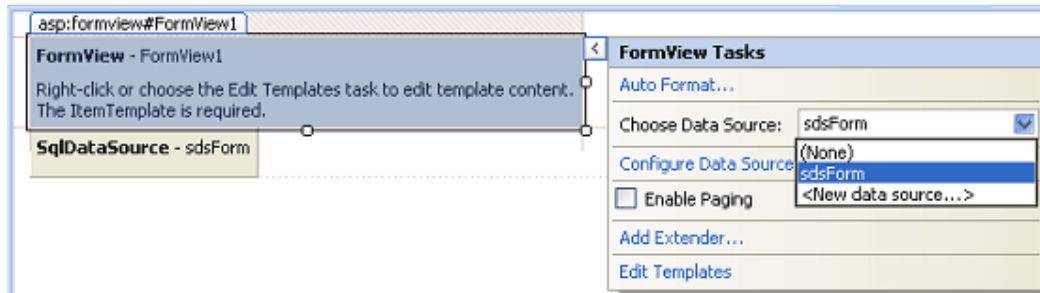 asp:formview#FormView1
FormView - FormView1
Right-click or choose the Edit Templates task to edit template content.
The ItemTemplate is required.
SqlDataSource - sdsForm
FormView Tasks
Auto Format...
Choose Data Source: sdsForm
(None)
sdsForm
<New data source...>
Configure Data Source
Enable Paging
Add Extender...
Edit Templates